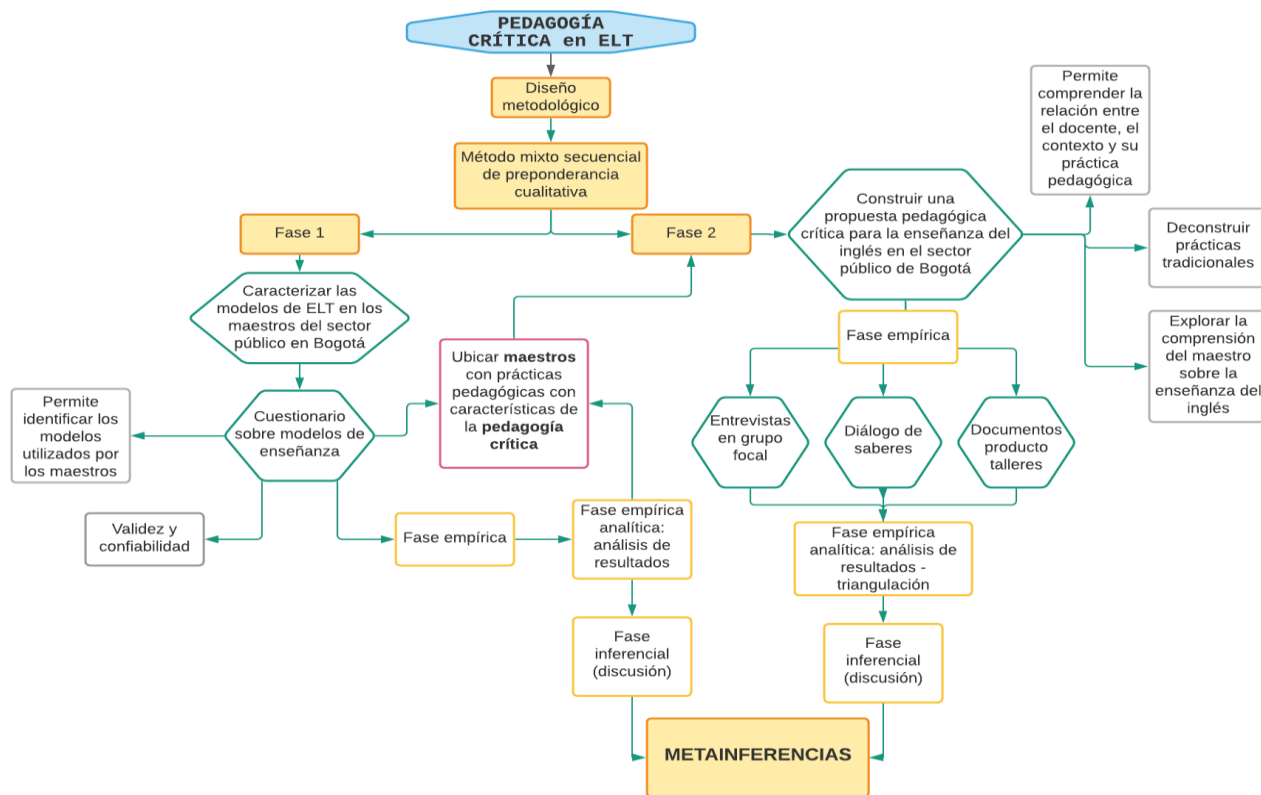 PEDAGOGÍA
CRÍTICA en ELT
Diseño
metodológico
Método mixto secuencial
de preponderancia
cualitativa
Fase 1
Fase 2
Caracterizar las
modelos de ELT en los
maestros del sector
público en Bogotá
Cuestionario
sobre modelos de
enseñanza
Permite
identificar los
modelos
utilizados por
los maestros
Validez y
confiabilidad
Fase empírica
Fase empírica
analítica:
análisis de
resultados
Ubicar maestros
con prácticas
pedagógicas con
características de
la pedagogía
crítica
Fase
inferencial
(discusión)
Construir una
propuesta pedagógica
crítica para la enseñanza del
inglés en el sector
público de Bogotá
Permite
comprender la
relación entre
el docente, el
contexto y su
práctica
pedagógica
Deconstruir
prácticas
tradicionales
Explorar la
comprensión
del maestro
sobre la
enseñanza del
inglés
Fase empírica
Entrevistas
en grupo
focal
Diálogo de
saberes
Documentos
producto
talleres
Fase empírica
analítica: análisis de
resultados -
triangulación
Fase
inferencial
(discusión)
METAINFERENCIAS